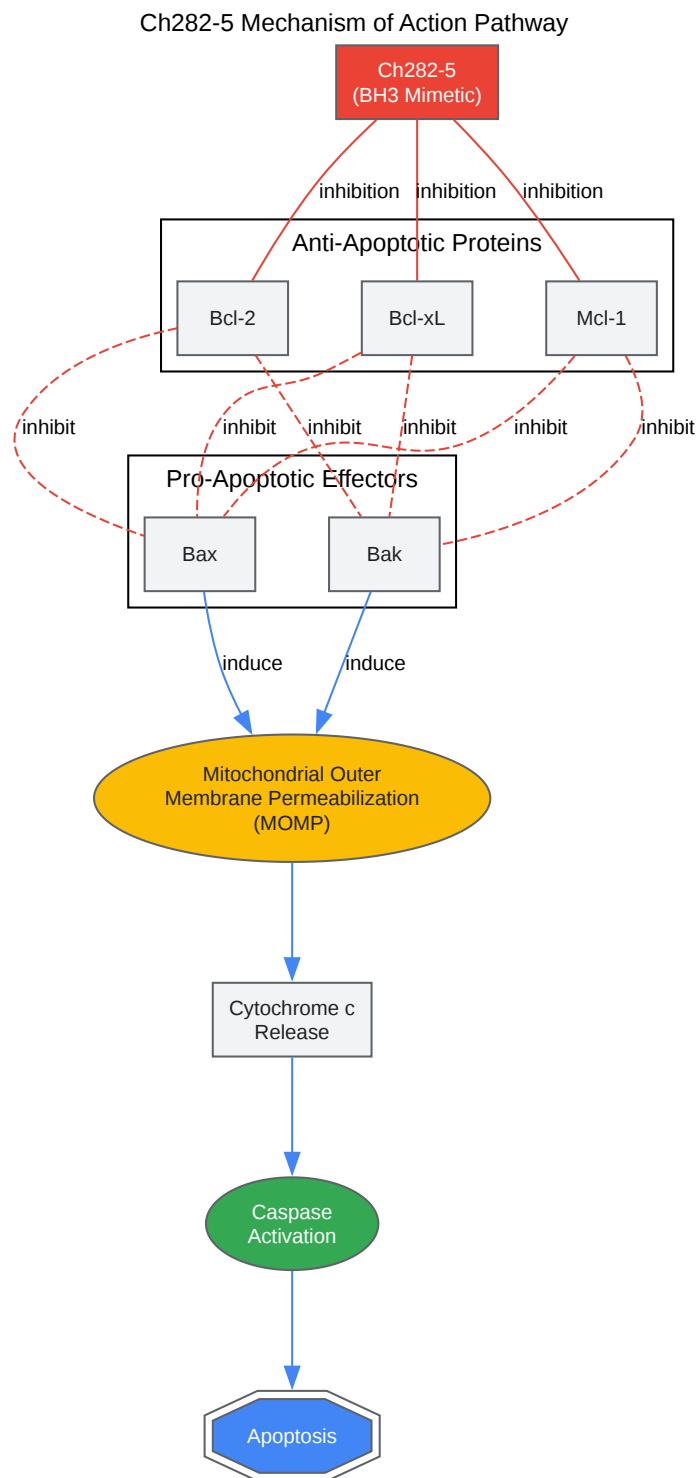 Ch282-5 Mechanism of Action Pathway
Ch282-5
(BH3 Mimetic)
inhibition
inhibition
inhibition
Anti-Apoptotic Proteins
Bcl-2
Bcl-xL
Mcl-1
inhibit
inhibit
inhibit
inhibit
inhibit
inhibit
Pro-Apoptotic Effectors
Bax
Bak
induce
induce
Mitochondrial Outer
Membrane Permeabilization
(MOMP)
Cytochrome c
Release
Caspase
Activation
Apoptosis